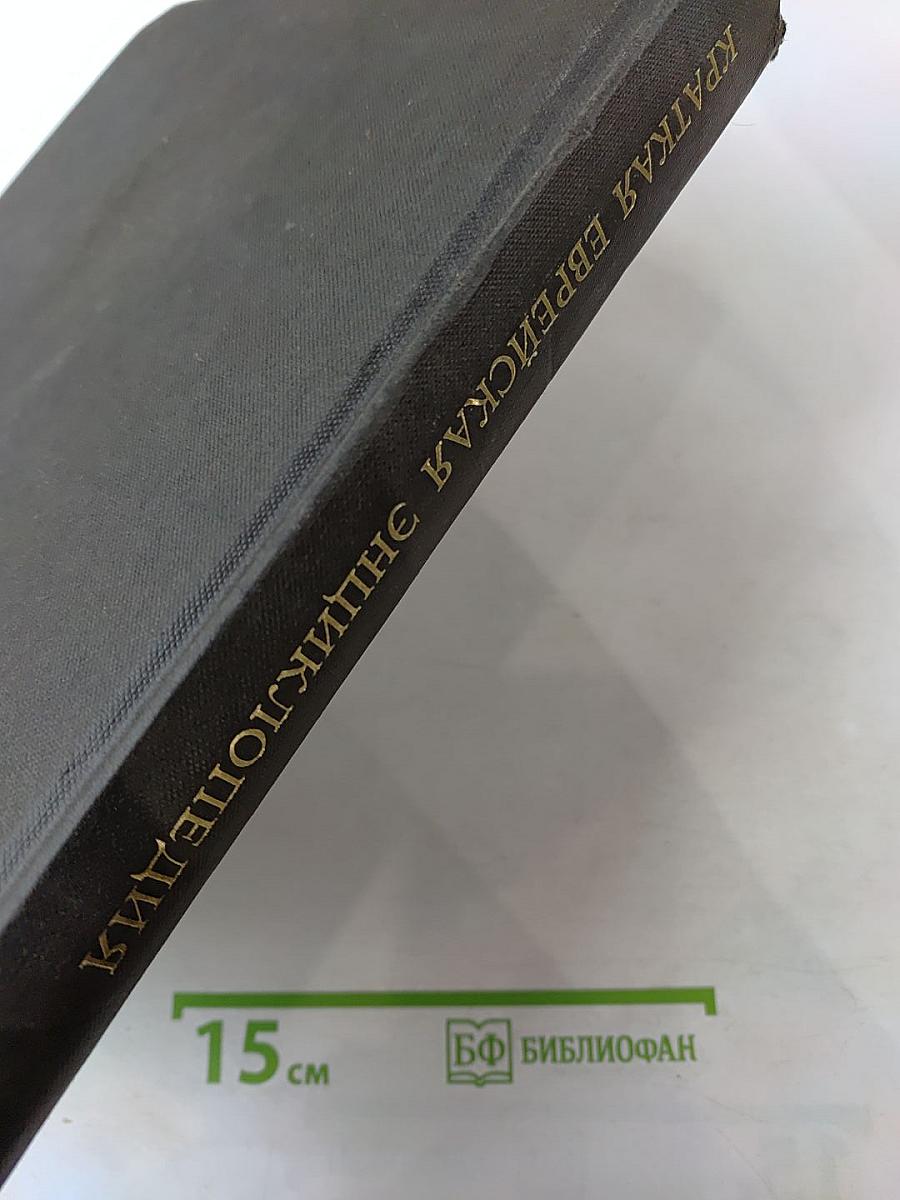 КРАТКАЯ ЕВРЕЙСКАЯ ЭНЦИКЛОПЕДИЯ
15 см
БФ БИБЛИОФАН